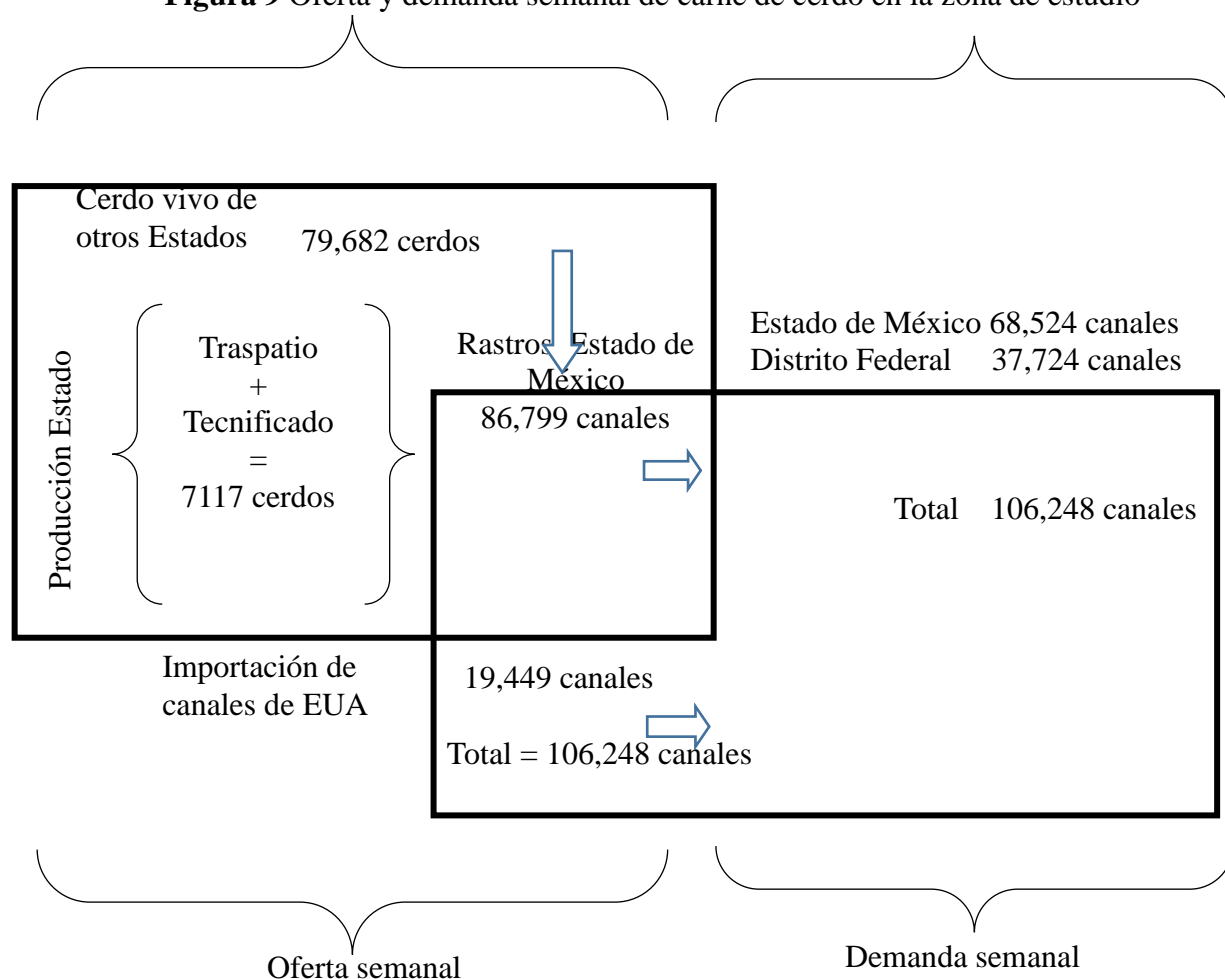 Figura 9 Oferta y demanda semanal de carne de cerdo en la zona de estudio
Cerdo vivo de
otros Estados
79,682 cerdos
Producción Estado
Traspatio
+
Tecnificado
=
7117 cerdos
Rastros Estado de
México
86,799 canales
Importación de
canales de EUA
19,449 canales
Total = 106,248 canales
Estado de México 68,524 canales
Distrito Federal 37,724 canales
Total 106,248 canales
Oferta semanal
Demanda semanal